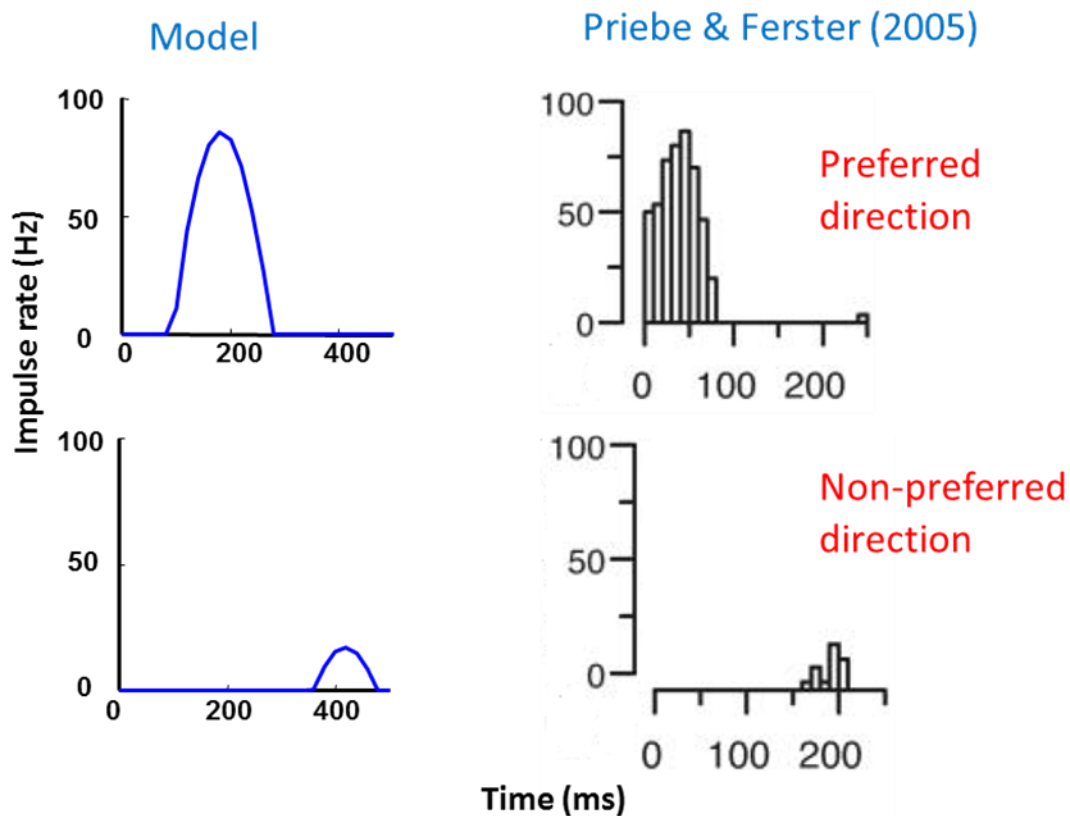 Model
Priebe & Ferster (2005)
Impulse rate (Hz)
100
50
0
0 200 400
100
50
0
0 100 200
Preferred
direction
100
50
0
0 200 400
100
50
0
0 100 200
Non-preferred
direction
Time (ms)